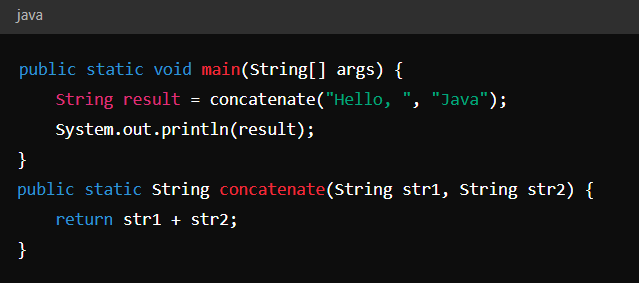 java
public static void main(String[] args) {
    String result = concatenate("Hello, ", "Java");
    System.out.println(result);
}
public static String concatenate(String str1, String str2) {
    return str1 + str2;
}